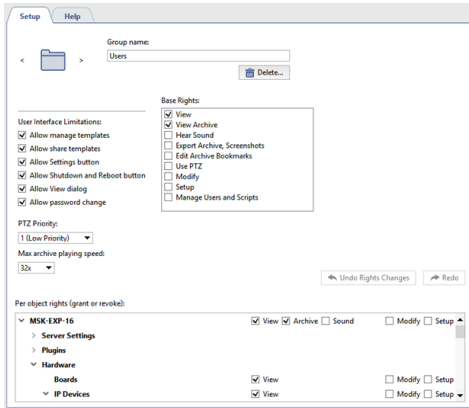 Setup Help
Group name:
Users
Delete...
Base Rights:
View
View Archive
Hear Sound
Export Archive, Screenshots
Edit Archive Bookmarks
Use PTZ
Modify
Setup
Manage Users and Scripts
User Interface Limitations:
Allow manage templates
Allow share templates
Allow Settings button
Allow Shutdown and Reboot button
Allow View dialog
Allow password change
PTZ Priority:
1 (Low Priority)
Max archive playing speed:
32x
Undo Rights Changes Redo
Per object rights (grant or revoke):
MSK-EXP-16 View Archive Sound Modify Setup
Server Settings
Plugins
Hardware
Boards View Modify Setup
IP Devices View Modify Setup